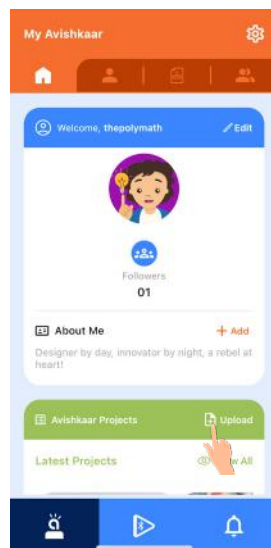 My Avishkaar
Welcome, thepolymath
Edit
Followers
01
About Me
+ Add
Designer by day, innovator by night, a rebel at
heart!
Avishkaar Projects
Upload
Latest Projects
All